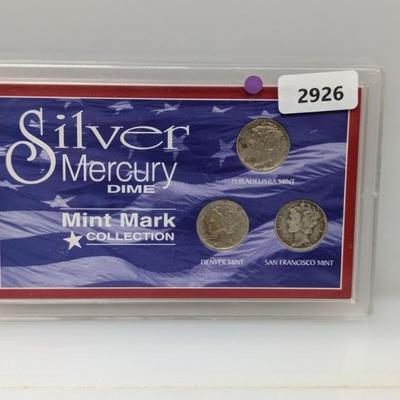 2926
Silver
Mercury
DIME
Mint Mark
COLLECTION
PHILADELPHIA MINT
DENVER MINT
SAN FRANCISCO MINT